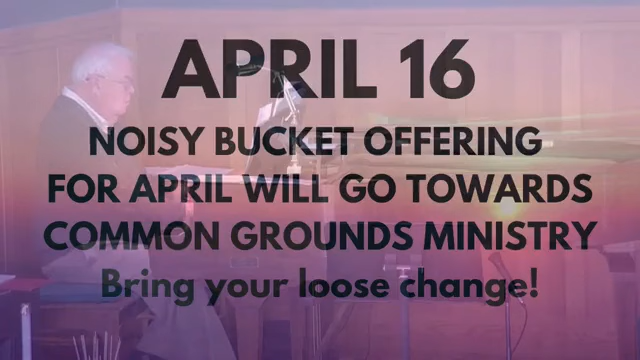 APRIL 16
NOISY BUCKET OFFERING
FOR APRIL WILL GO TOWARDS
COMMON GROUNDS MINISTRY
Bring your loose change!